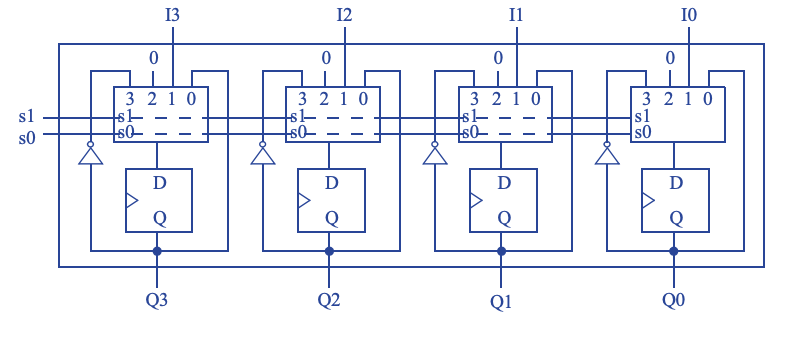 I3 I2 I1 I0
0 0 0 0
3 2 1 0 3 2 1 0 3 2 1 0 3 2 1 0
s1 s1 s1 s1 s1
s0 s0 s0 s0 s0
D D D D
Q Q Q Q
Q3 Q2 Q1 Q0